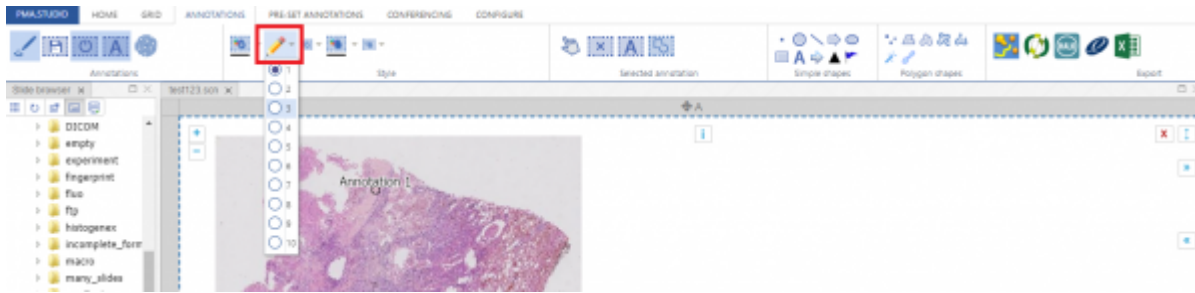 PMA.STUDIO HOME GRID ANNOTATIONS PRE-SET ANNOTATIONS CONFERENCING CONFIGURE
Annotations Style Selected annotation Simple shapes Polygon shapes Export
Slide browser test123.scn
A
1
2
3
4
5
6
7
8
9
10
DICOM
empty
experiment
fingerprint
fluo
ftp
histogenex
incomplete_form
macro
many_slides
Annotation 1